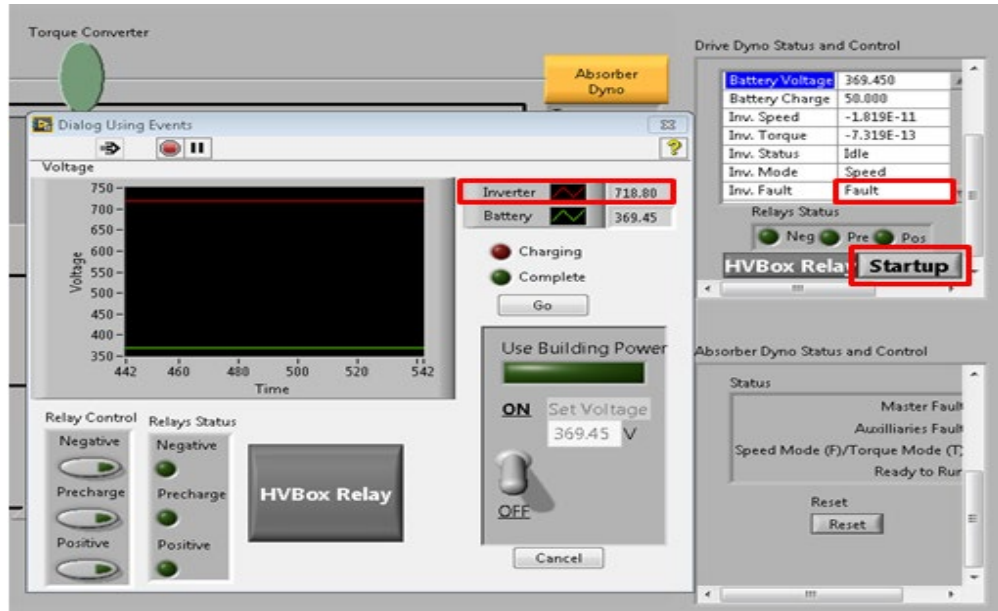 Torque Converter
Absorber
Dyno
Drive Dyno Status and Control
Battery Voltage 369.450
Battery Charge 50.000
Inv. Speed -1.819E-11
Inv. Torque -7.319E-13
Inv. Status Idle
Inv. Mode Speed
Inv. Fault Fault
Relays Status
Neg Pre Pos
HVBox Relay Startup
Dialog Using Events
Voltage
750
700
650
600
550
500
450
400
350
Voltage
442 460 480 500 520 542
Time
Inverter 718.80
Battery 369.45
Charging
Complete
Go
Use Building Power
ON Set Voltage
369.45 V
OFF
Cancel
Relay Control
Negative
Precharge
Positive
Relays Status
Negative
Precharge
Positive
HVBox Relay
Absorber Dyno Status and Control
Status
Master Fault
Auxilliaries Fault
Speed Mode (F)/Torque Mode (T)
Ready to Run
Reset
Reset